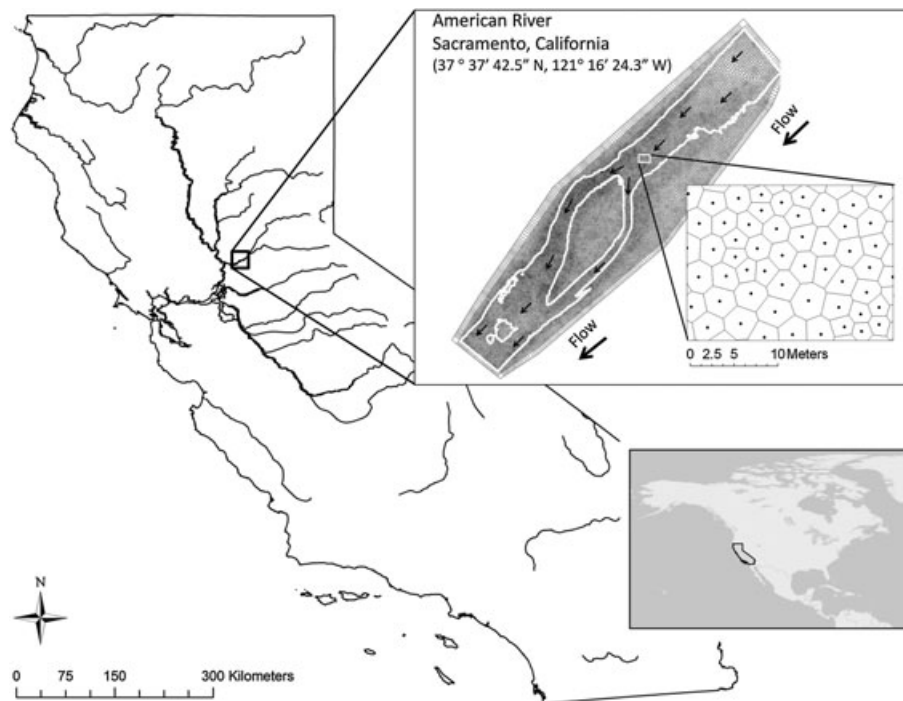 American River
Sacramento, California
(37 ° 37’ 42.5” N, 121° 16’ 24.3” W)
Flow
Flow
0 2.5 5 10 Meters
N
0 75 150 300 Kilometers